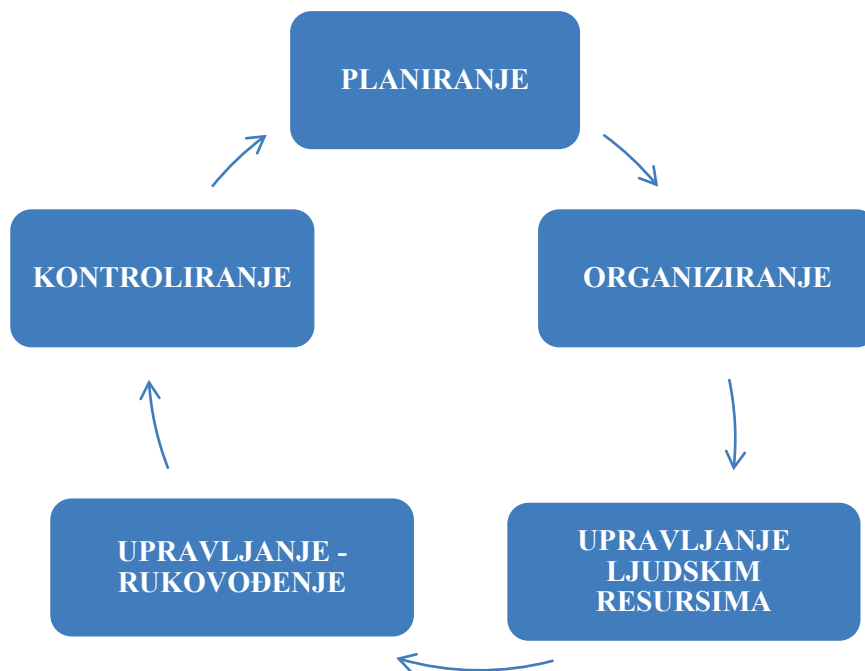 PLANIRANJE
ORGANIZIRANJE
UPRAVLJANJE
LJUDSKIM
RESURSIMA
UPRAVLJANJE -
RUKOVOĐENJE
KONTROLIRANJE